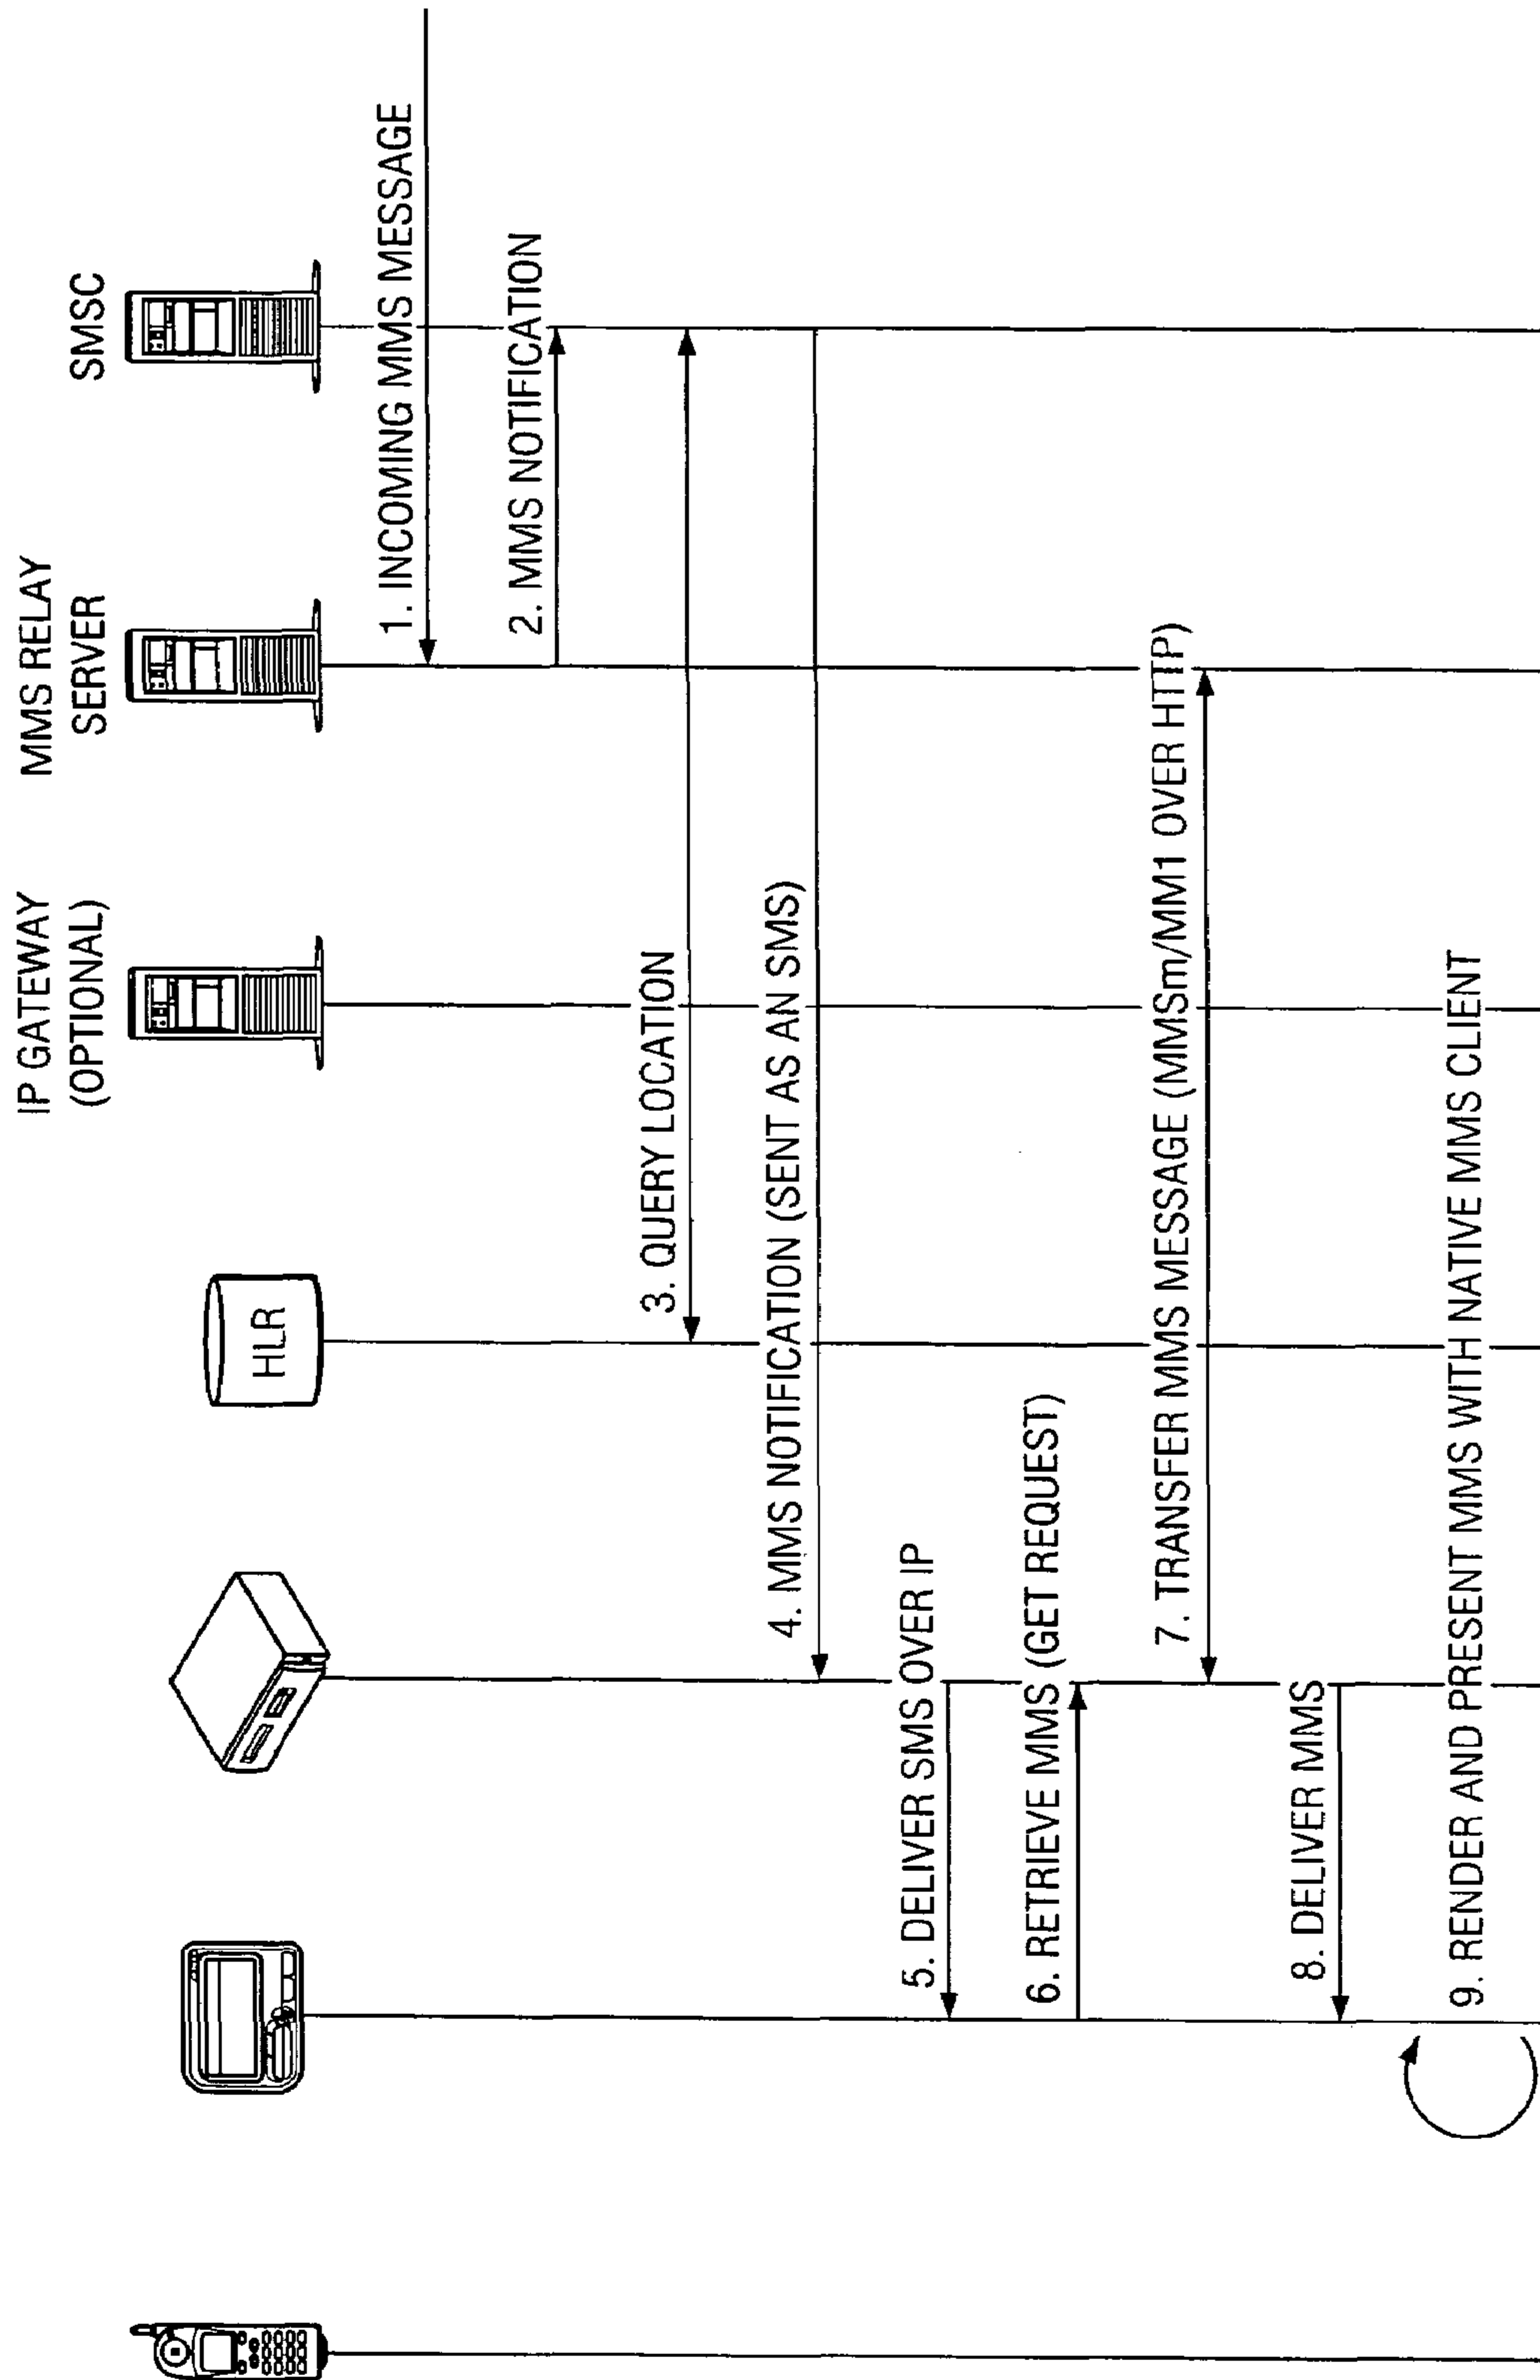 HLR
IP GATEWAY
(OPTIONAL)
MMS RELAY
SERVER
SMSC
1. INCOMING MMS MESSAGE
2. MMS NOTIFICATION
3. QUERY LOCATION
4. MMS NOTIFICATION (SENT AS AN SMS)
5. DELIVER SMS OVER IP
6. RETRIEVE MMS (GET REQUEST)
7. TRANSFER MMS MESSAGE (MMSm/MM1 OVER HTTP)
8. DELIVER MMS
9. RENDER AND PRESENT MMS WITH NATIVE MMS CLIENT